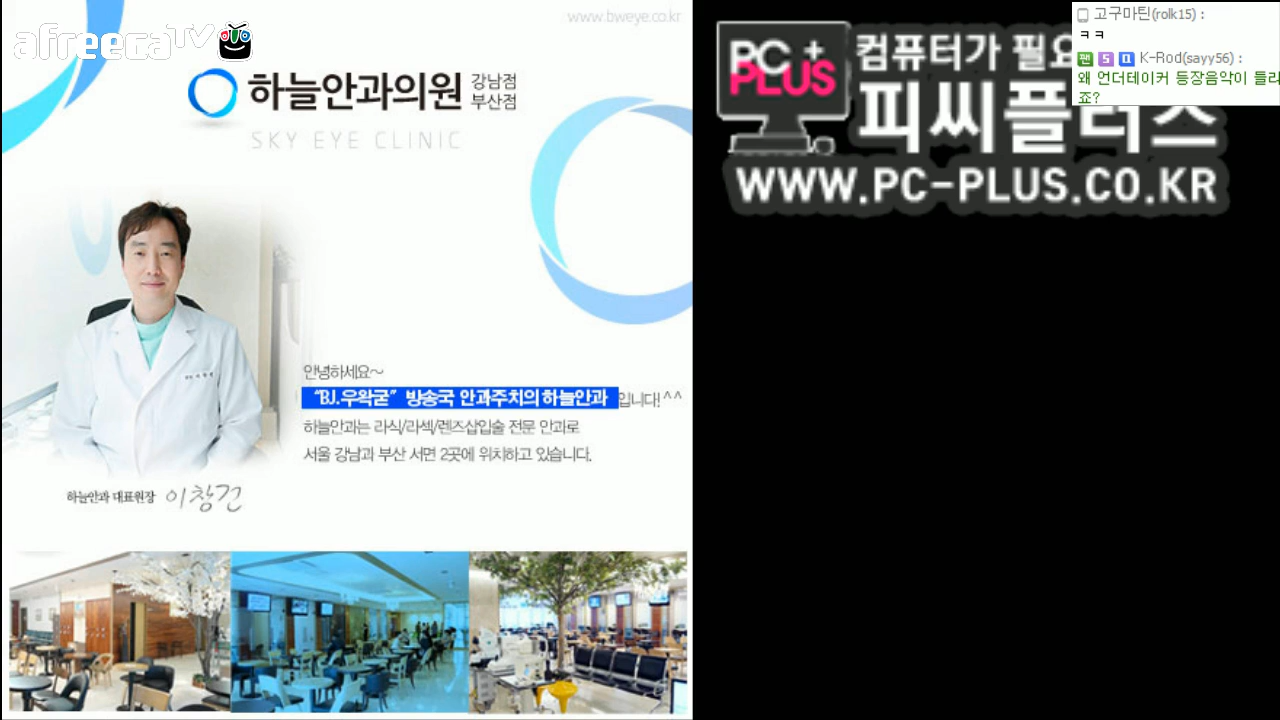 www.bweye.co.kr
afreecaTV
하늘안과의원 강남점 부산점
SKY EYE CLINIC
안녕하세요~
"BJ.우왁굳" 방송국 안과주치의 하늘안과 입니다!^^
하늘안과는 라식/라섹/렌즈삽입술 전문 안과로
서울 강남과 부산 서면 2곳에 위치하고 있습니다.
하늘안과 대표원장 이창건
PC+
PLUS
컴퓨터가 필요
피씨플러스
WWW.PC-PLUS.CO.KR
고구마틴(rolk15) :
ㅋㅋ
팬 S Q K-Rod(sayy56) :
왜 언더테이커 등장음악이 들리
죠?